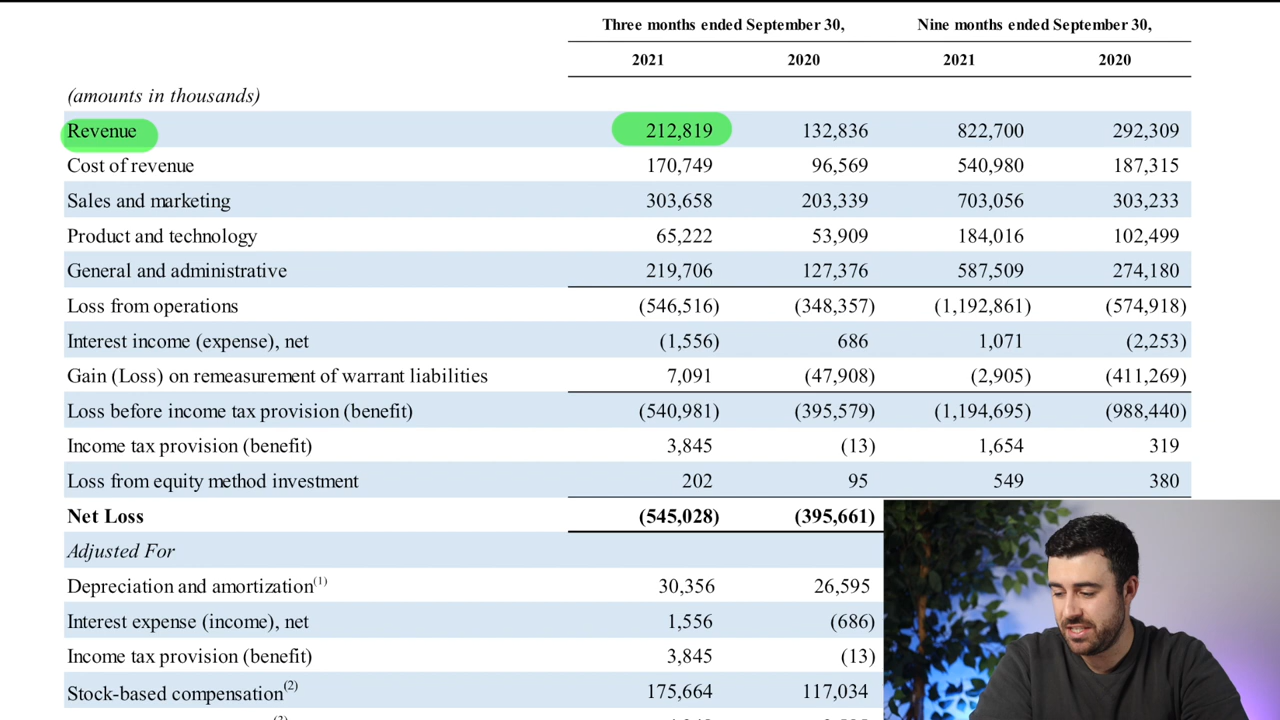 Three months ended September 30, Nine months ended September 30,
2021 2020 2021 2020
(amounts in thousands)
Revenue 212,819 132,836 822,700 292,309
Cost of revenue 170,749 96,569 540,980 187,315
Sales and marketing 303,658 203,339 703,056 303,233
Product and technology 65,222 53,909 184,016 102,499
General and administrative 219,706 127,376 587,509 274,180
Loss from operations (546,516) (348,357) (1,192,861) (574,918)
Interest income (expense), net (1,556) 686 1,071 (2,253)
Gain (Loss) on remeasurement of warrant liabilities 7,091 (47,908) (2,905) (411,269)
Loss before income tax provision (benefit) (540,981) (395,579) (1,194,695) (988,440)
Income tax provision (benefit) 3,845 (13) 1,654 319
Loss from equity method investment 202 95 549 380
Net Loss (545,028) (395,661)
Adjusted For
Depreciation and amortization(1) 30,356 26,595
Interest expense (income), net 1,556 (686)
Income tax provision (benefit) 3,845 (13)
Stock-based compensation(2) 175,664 117,034